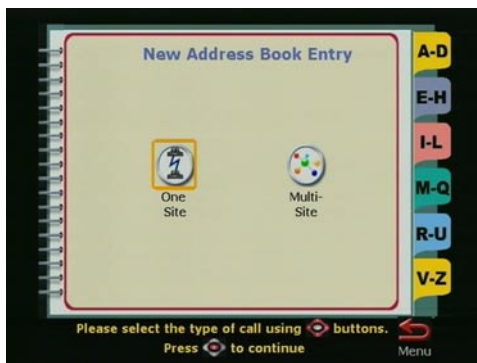 New Address Book Entry
A-D
E-H
I-L
M-Q
R-U
V-Z
One
Site
Multi-
Site
Please select the type of call using buttons.
Press to continue
Menu